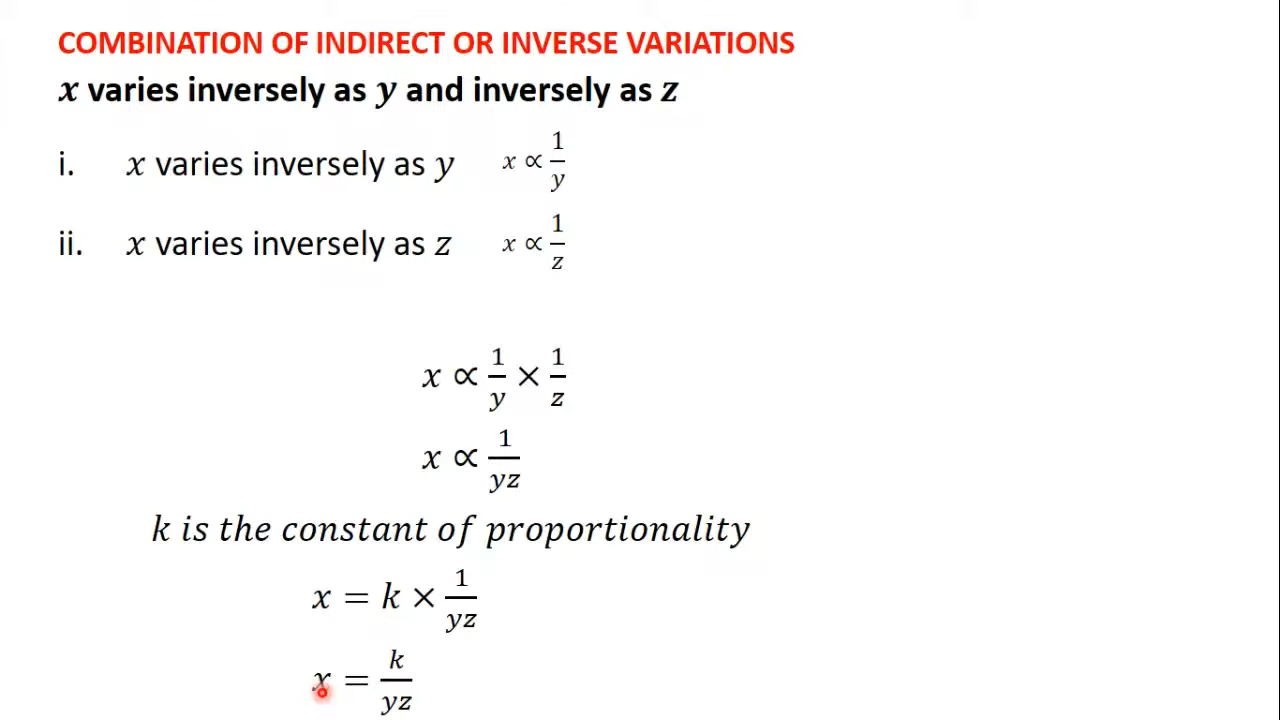 COMBINATION OF INDIRECT OR INVERSE VARIATIONS
x varies inversely as y and inversely as z
i. x varies inversely as y x ∝ 1/y
ii. x varies inversely as z x ∝ 1/z
x ∝ 1/y × 1/z
x ∝ 1/yz
k is the constant of proportionality
x = k × 1/yz
x = k/yz